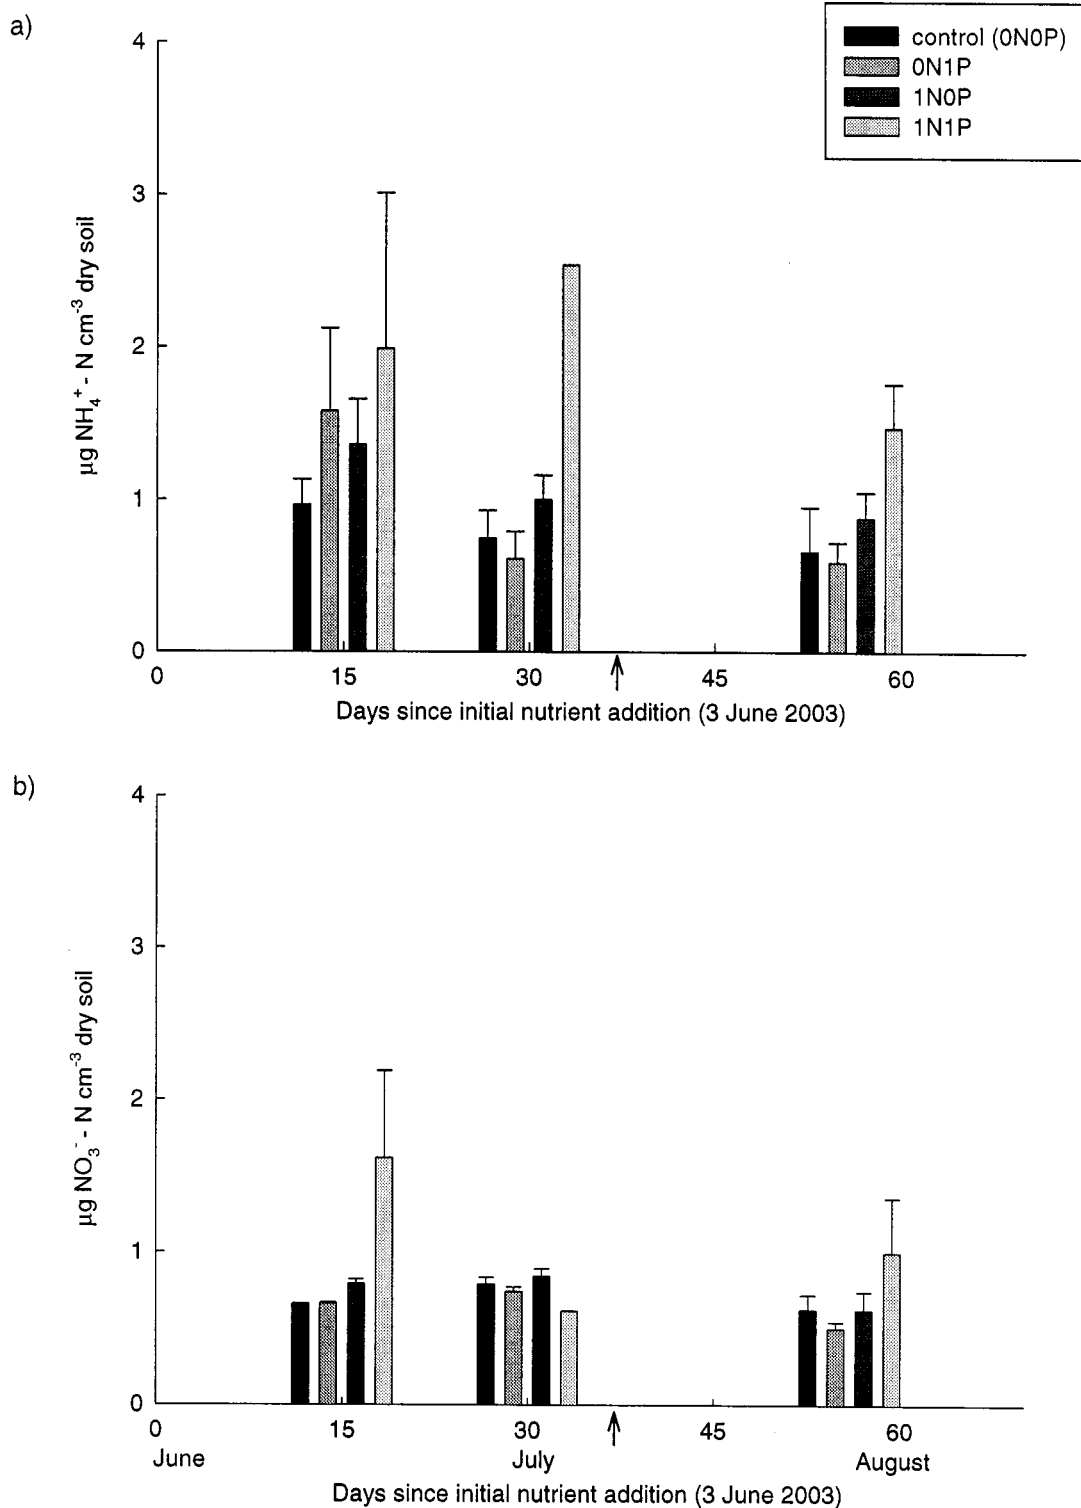 a)
control (0N0P)
0N1P
1N0P
1N1P
4
3
2
1
0
µg NH₄⁺ - N cm⁻³ dry soil
0 15 30 45 60
Days since initial nutrient addition (3 June 2003)
b)
4
3
2
1
0
µg NO₃⁻ - N cm⁻³ dry soil
0 15 30 45 60
June July August
Days since initial nutrient addition (3 June 2003)